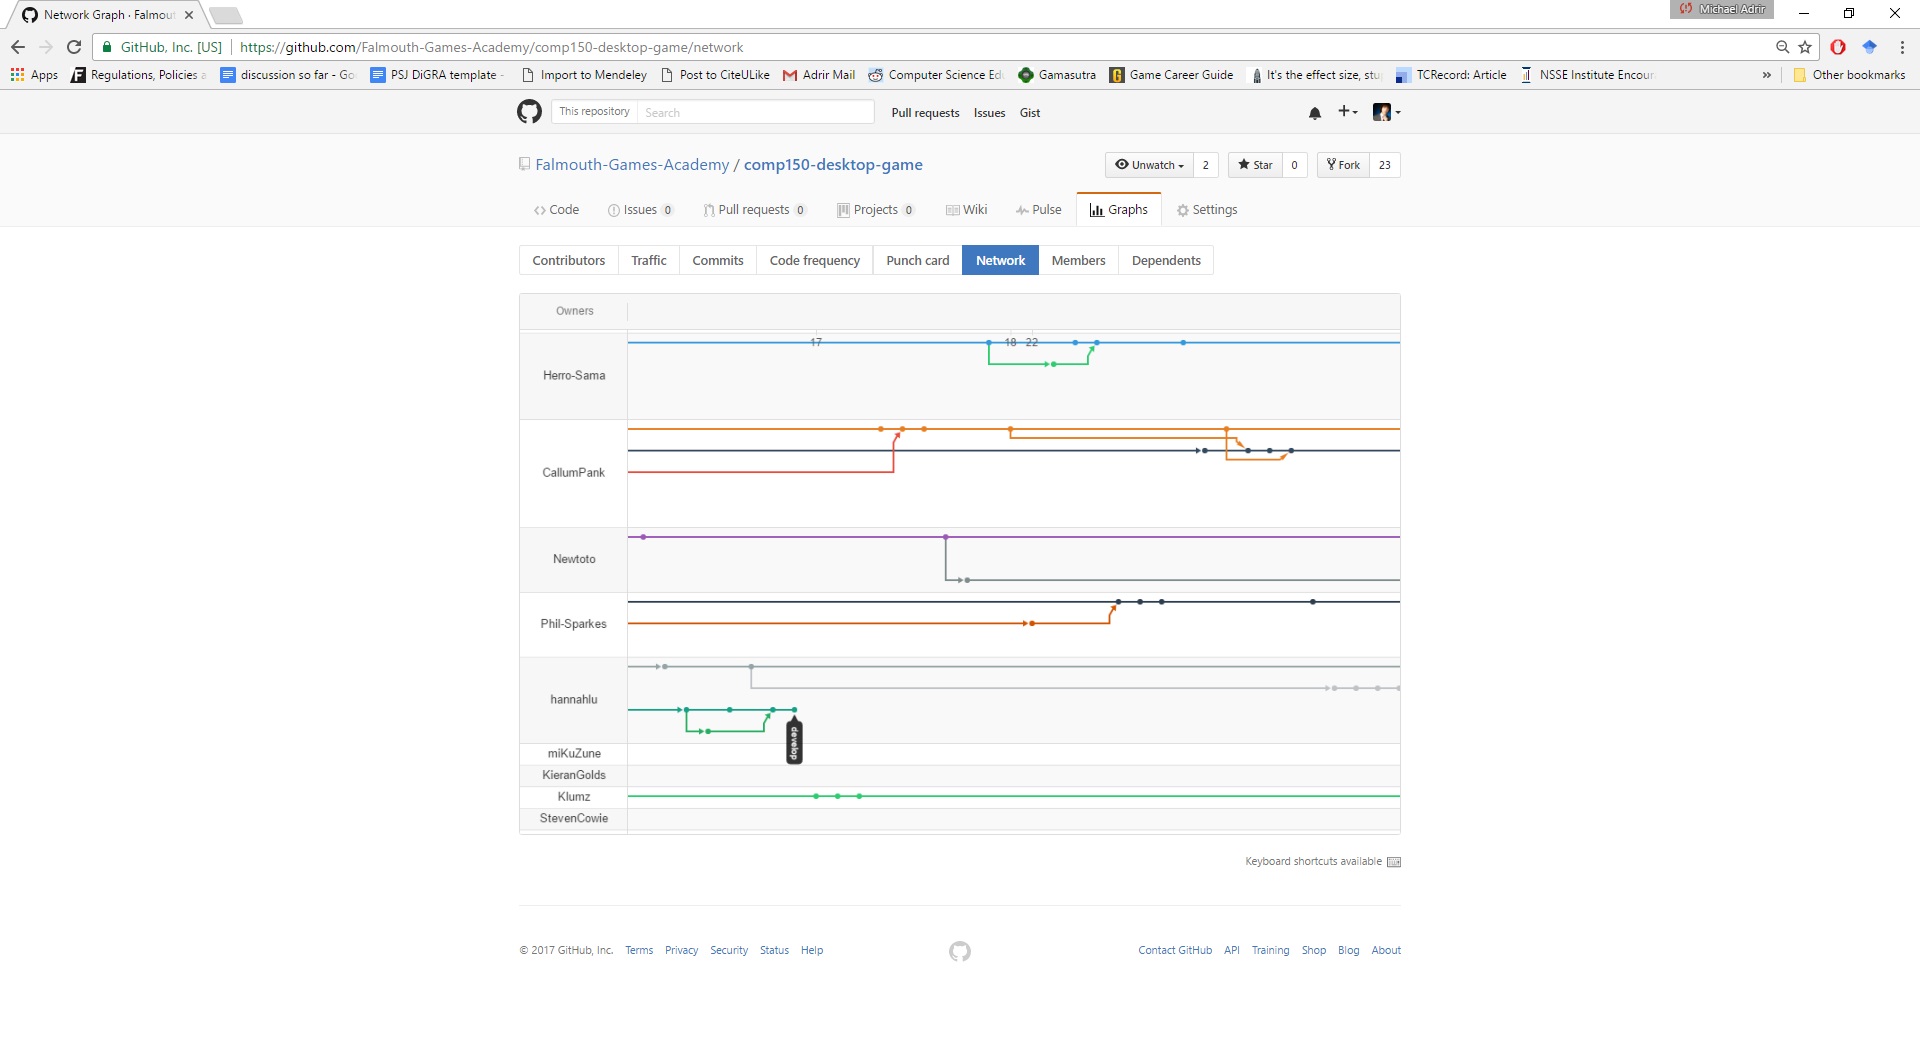 Network Graph · Falmout
Michael Adrir
GitHub, Inc. [US] https://github.com/Falmouth-Games-Academy/comp150-desktop-game/network
Apps Regulations, Policies a discussion so far - Go PSJ DiGRA template - Import to Mendeley Post to CiteULike Adrir Mail Computer Science Ed Gamasutra Game Career Guide It's the effect size, stu TCRecord: Article NSSE Institute Encour » Other bookmarks
This repository Search Pull requests Issues Gist
Falmouth-Games-Academy / comp150-desktop-game Unwatch 2 Star 0 Fork 23
Code Issues 0 Pull requests 0 Projects 0 Wiki Pulse Graphs Settings
Contributors Traffic Commits Code frequency Punch card Network Members Dependents
Owners
17 18 22
Herro-Sama
CallumPank
Newtoto
Phil-Sparkes
hannahlu
develop
miKuZune
KieranGolds
Klumz
StevenCowie
Keyboard shortcuts available
© 2017 GitHub, Inc. Terms Privacy Security Status Help Contact GitHub API Training Shop Blog About